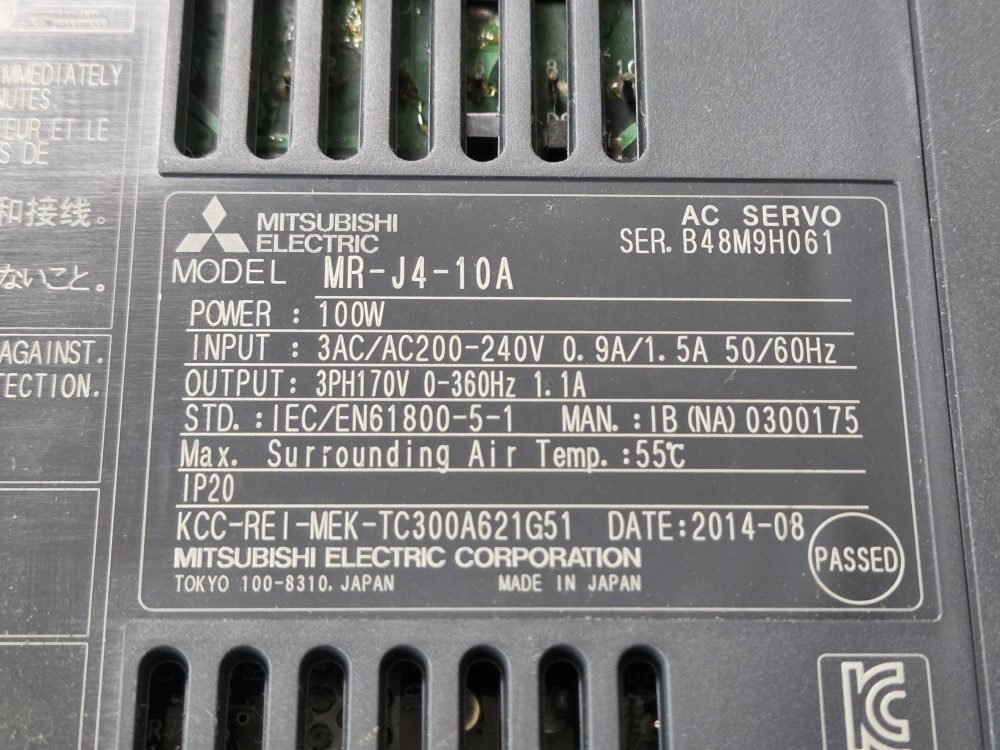 IMMEDIATELY
TEUR ET LE
S DE
和接线。
ないこと。
AGAINST.
ECTION.
MITSUBISHI
ELECTRIC
AC SERVO
SER. B48M9H061
MODEL MR-J4-10A
POWER : 100W
INPUT : 3AC/AC200-240V 0.9A/1.5A 50/60Hz
OUTPUT: 3PH170V 0-360Hz 1.1A
STD.: IEC/EN61800-5-1 MAN.: IB(NA)0300175
Max. Surrounding Air Temp.:55℃
IP20
KCC-REI-MEK-TC300A621G51 DATE:2014-08
PASSED
MITSUBISHI ELECTRIC CORPORATION
TOKYO 100-8310, JAPAN MADE IN JAPAN